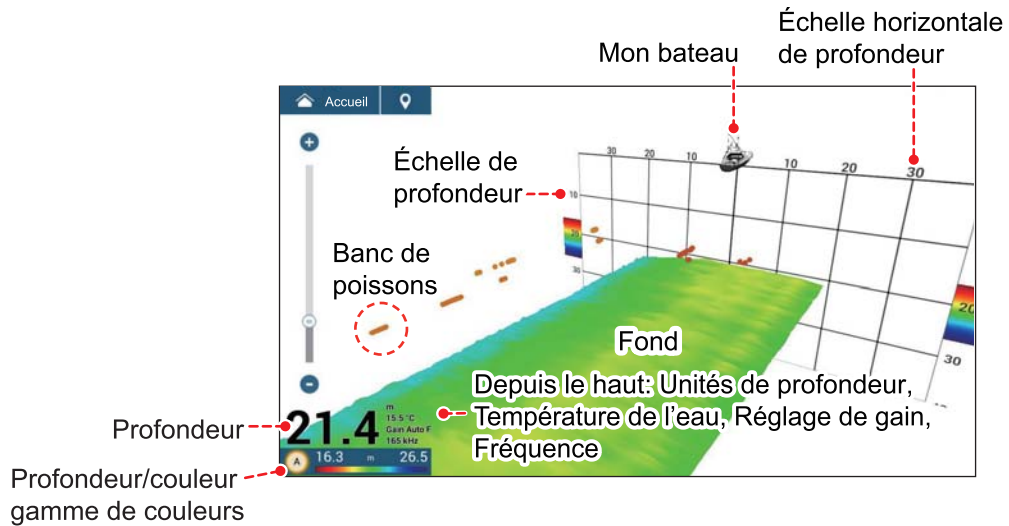 Échelle horizontale
de profondeur
Mon bateau
Accueil
30 20 10 10 20 30
Échelle de
profondeur
10
20
30
20
30
Banc de
poissons
Fond
Depuis le haut: Unités de profondeur,
Température de l'eau, Réglage de gain,
Fréquence
Profondeur
21.4
m
15.5 °C
Gain Auto F
165 kHz
A
16.3 m 26.5
Profondeur/couleur
gamme de couleurs